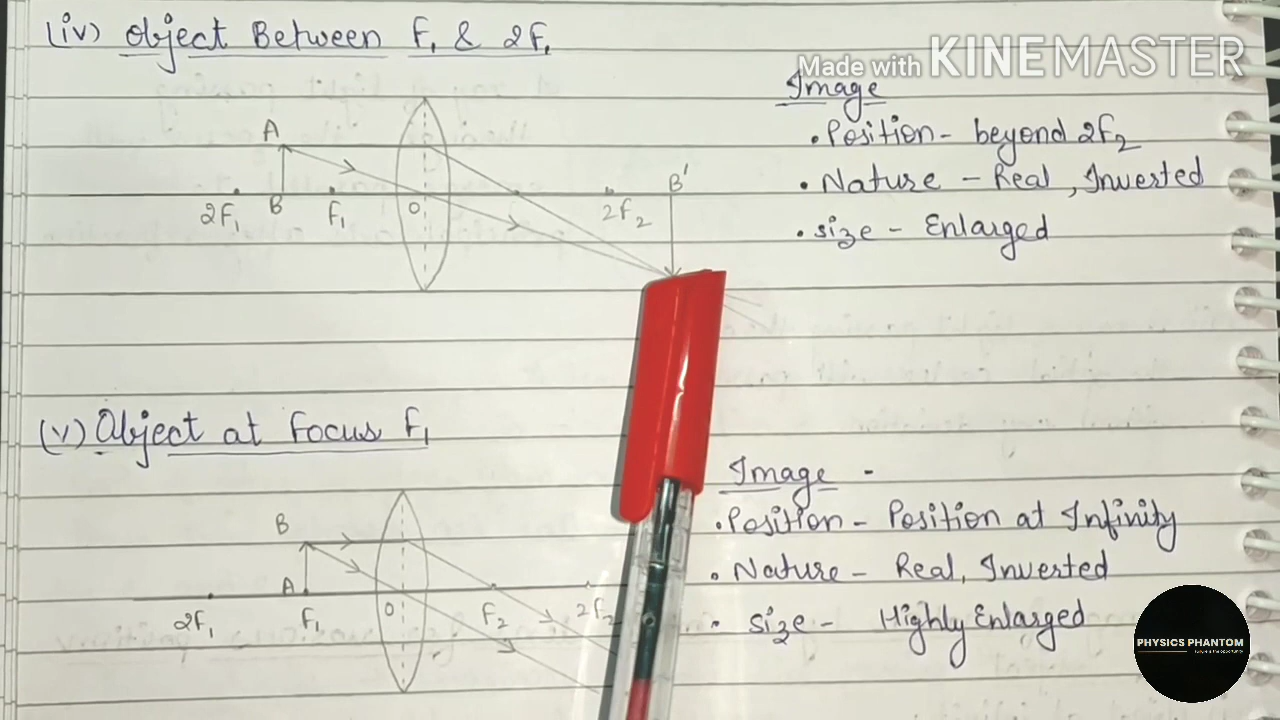 (iv) Object Between F₁ & 2F₁
Made with KINEMASTER
Image
• Position - beyond 2F₂
• Nature - Real, Inverted
• Size - Enlarged
A
2F₁ B F₁ O 2F₂ B'
(v) Object at Focus F₁
Image -
• Position - Position at Infinity
• Nature - Real, Inverted
• Size - Highly Enlarged
B
A
2F₁ F₁ O F₂ 2F₂
PHYSICS PHANTOM